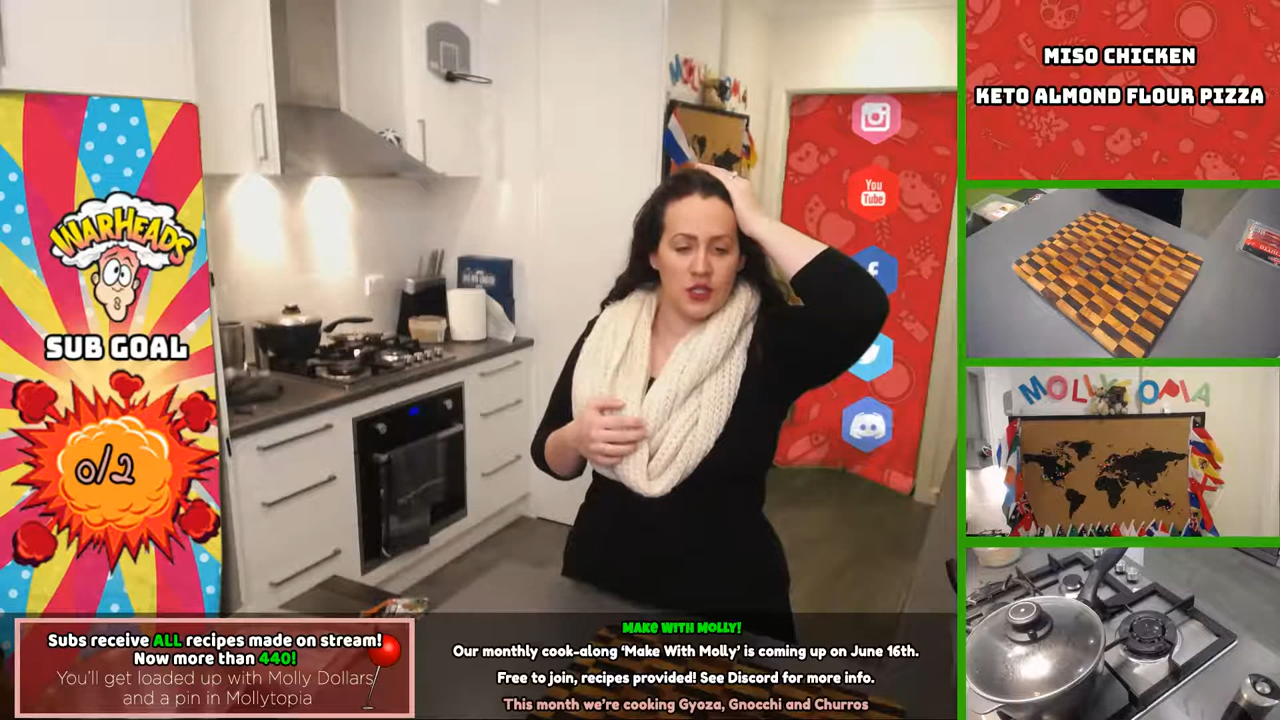 MISO CHICKEN
KETO ALMOND FLOUR PIZZA
You
Tube
WARHEADS
SUB GOAL
0/2
MOLLYTOPIA
Subs receive ALL recipes made on stream!
Now more than 440!
You'll get loaded up with Molly Dollars
and a pin in Mollytopia
MAKE WITH MOLLY!
Our monthly cook-along 'Make With Molly' is coming up on June 16th.
Free to join, recipes provided! See Discord for more info.
This month we're cooking Gyoza, Gnocchi and Churros